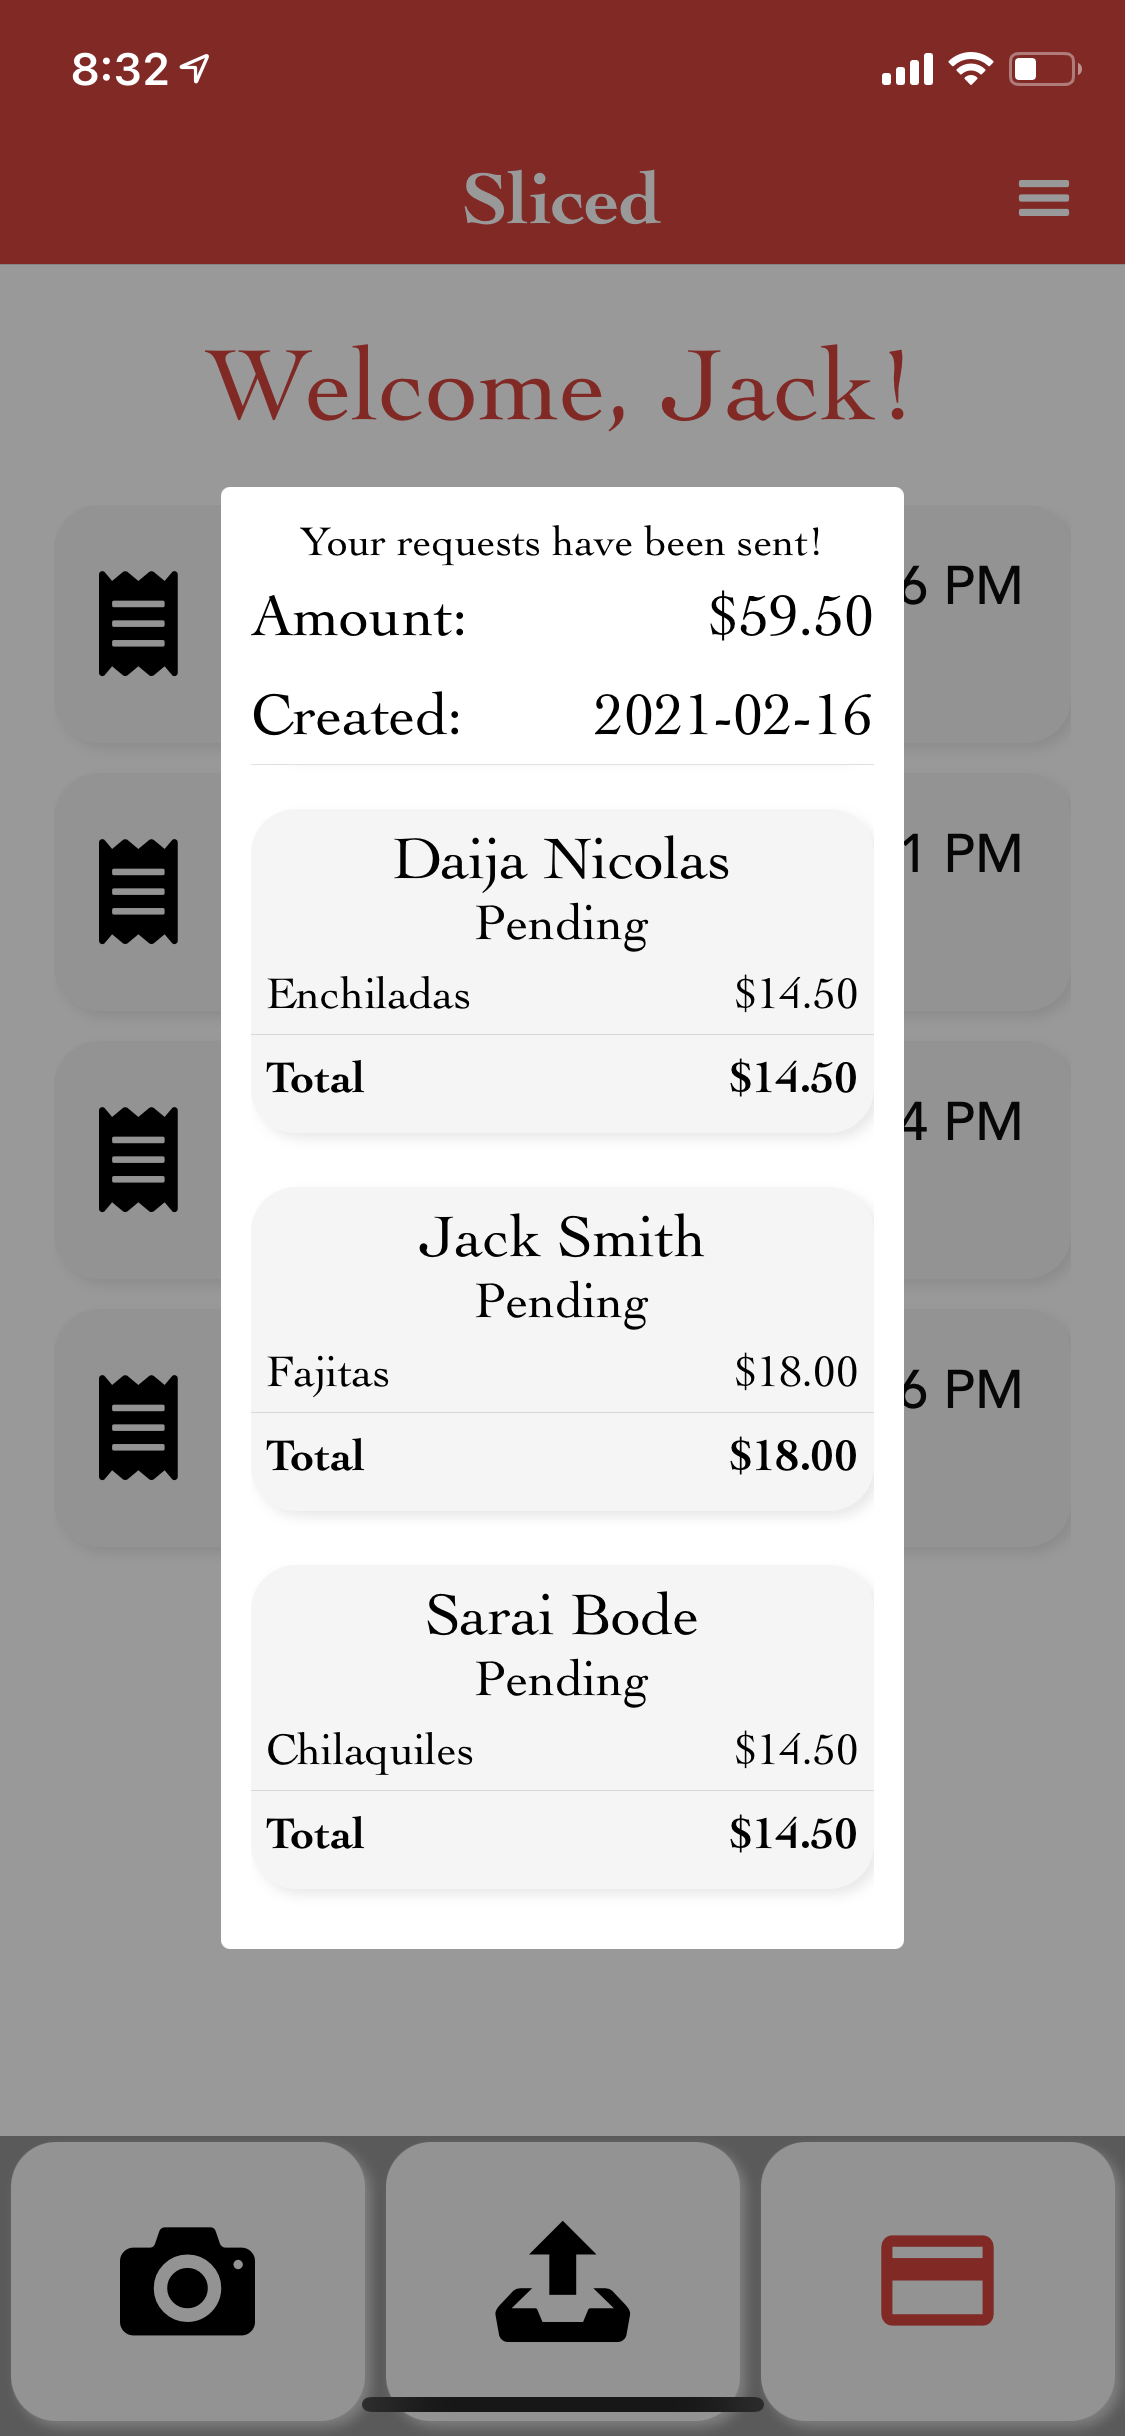 8:32
Sliced
Welcome, Jack!
6 PM
1 PM
4 PM
6 PM
Your requests have been sent!
Amount: $59.50
Created: 2021-02-16
Daija Nicolas
Pending
Enchiladas $14.50
Total $14.50
Jack Smith
Pending
Fajitas $18.00
Total $18.00
Sarai Bode
Pending
Chilaquiles $14.50
Total $14.50